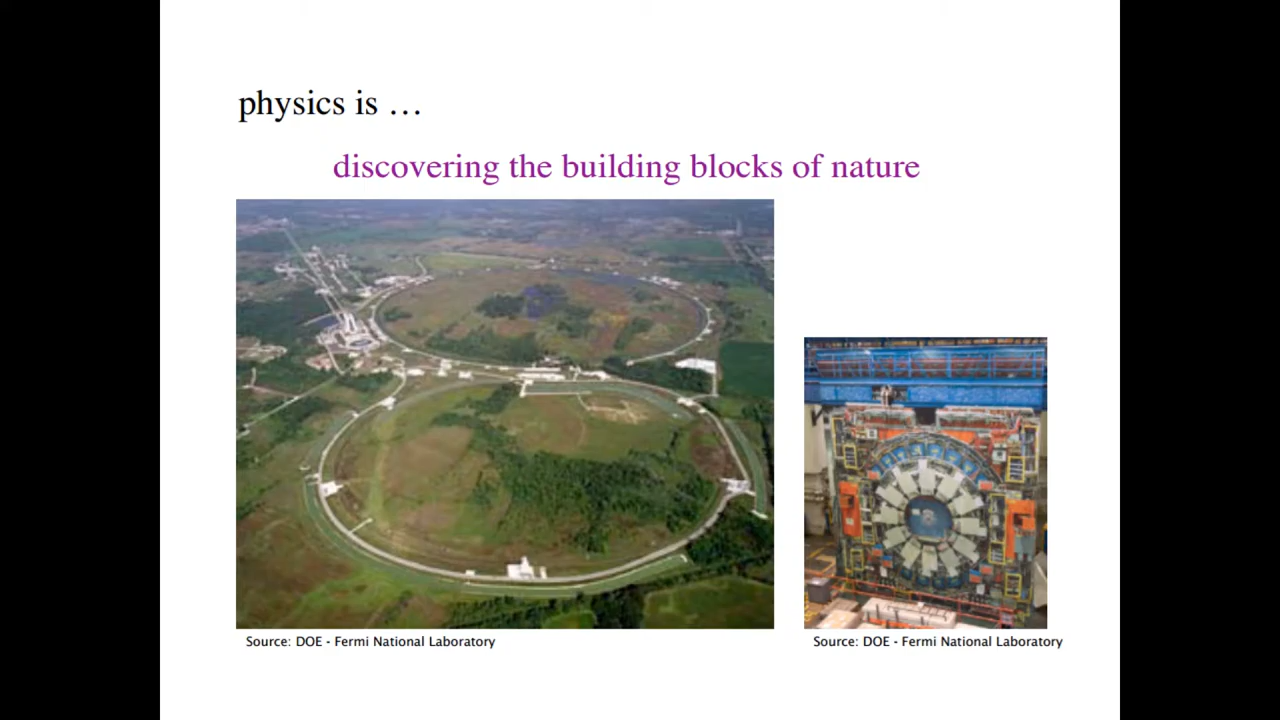 physics is …
discovering the building blocks of nature
Source: DOE - Fermi National Laboratory
Source: DOE - Fermi National Laboratory